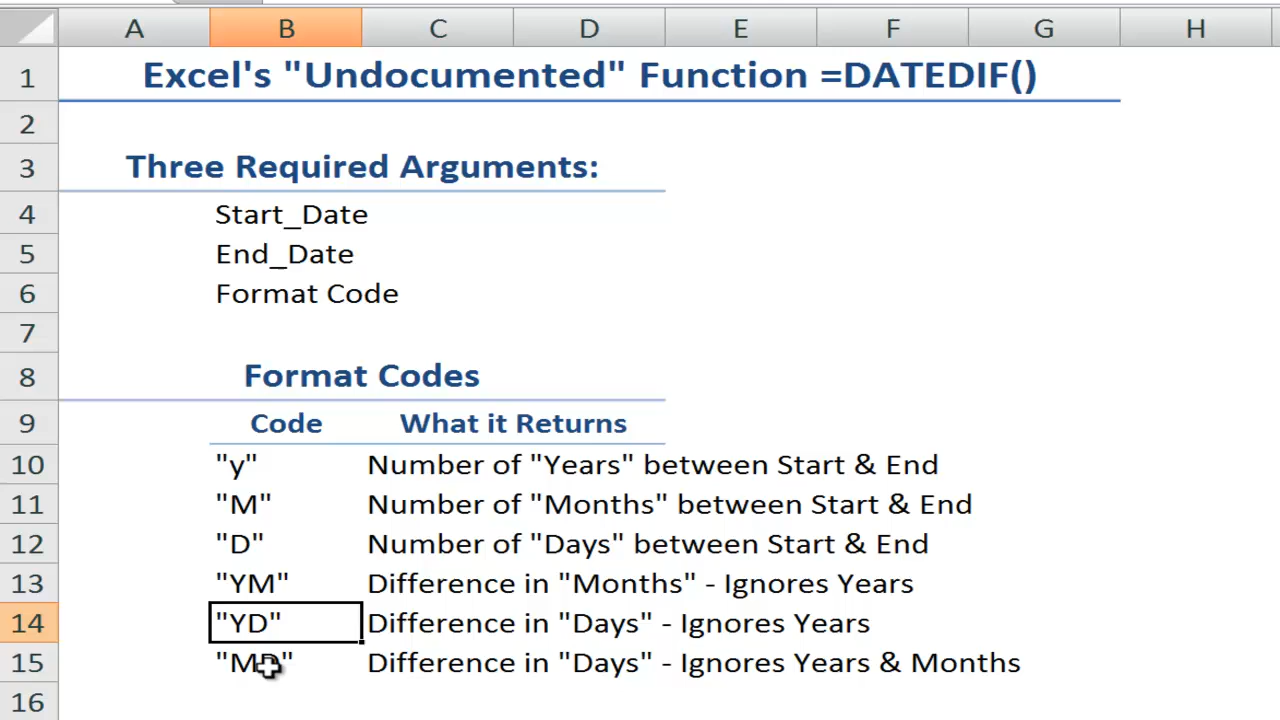 A B C D E F G H
1 Excel's "Undocumented" Function =DATEDIF()
2
3 Three Required Arguments:
4 Start_Date
5 End_Date
6 Format Code
7
8 Format Codes
9 Code What it Returns
10 "y" Number of "Years" between Start & End
11 "M" Number of "Months" between Start & End
12 "D" Number of "Days" between Start & End
13 "YM" Difference in "Months" - Ignores Years
14 "YD" Difference in "Days" - Ignores Years
15 "MD" Difference in "Days" - Ignores Years & Months
16